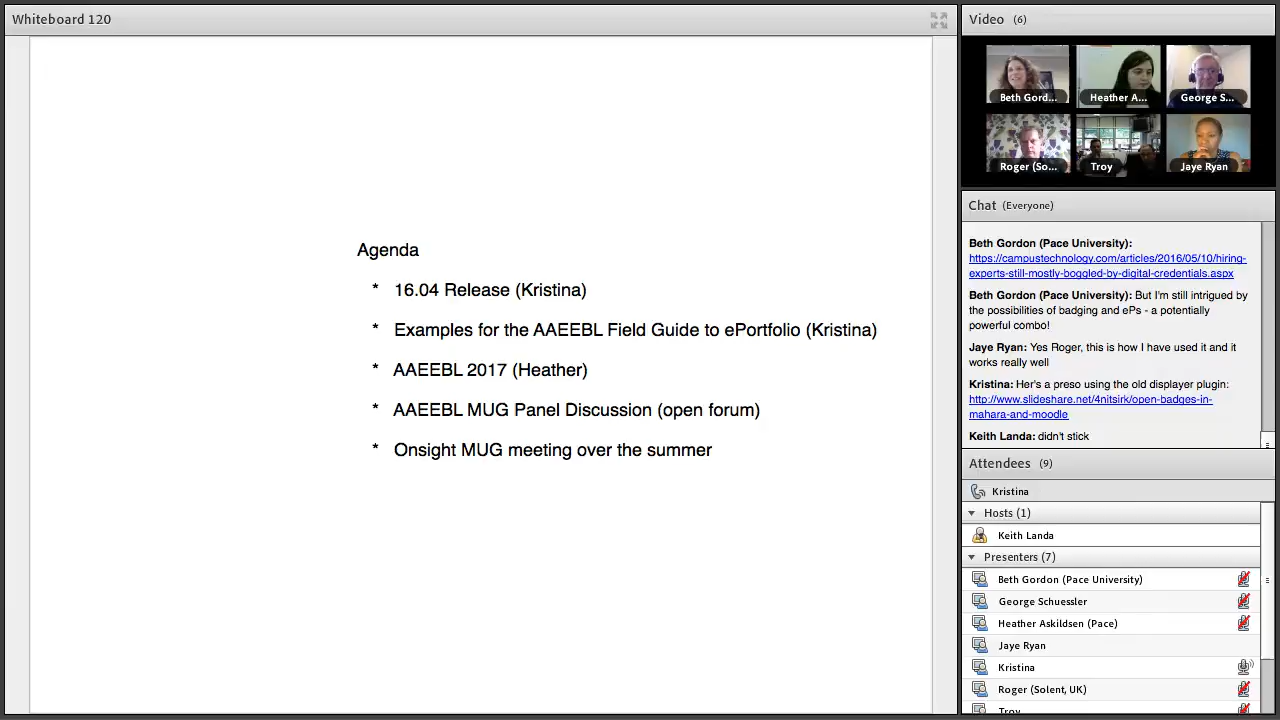 Whiteboard 120
Agenda
* 16.04 Release (Kristina)
* Examples for the AAEEBL Field Guide to ePortfolio (Kristina)
* AAEEBL 2017 (Heather)
* AAEEBL MUG Panel Discussion (open forum)
* Onsight MUG meeting over the summer
Video (6)
Beth Gord...
Heather A...
George S...
Roger (So...
Troy
Jaye Ryan
Chat (Everyone)
Beth Gordon (Pace University):
https://campustechnology.com/articles/2016/05/10/hiring-
experts-still-mostly-boggled-by-digital-credentials.aspx
Beth Gordon (Pace University): But I'm still intrigued by
the possibilities of badging and ePs - a potentially
powerful combo!
Jaye Ryan: Yes Roger, this is how I have used it and it
works really well
Kristina: Her's a preso using the old displayer plugin:
http://www.slideshare.net/4nitsirk/open-badges-in-
mahara-and-moodle
Keith Landa: didn't stick
Attendees (9)
Kristina
Hosts (1)
Keith Landa
Presenters (7)
Beth Gordon (Pace University)
George Schuessler
Heather Askildsen (Pace)
Jaye Ryan
Kristina
Roger (Solent, UK)
Troy